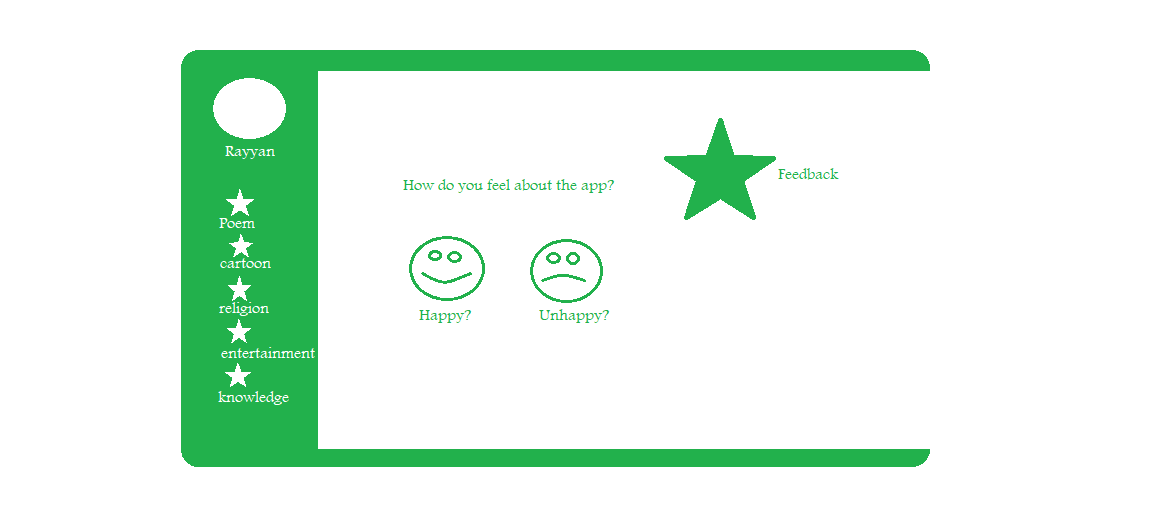 Rayyan
Poem
cartoon
religion
entertainment
knowledge
How do you feel about the app?
Happy?
Unhappy?
Feedback